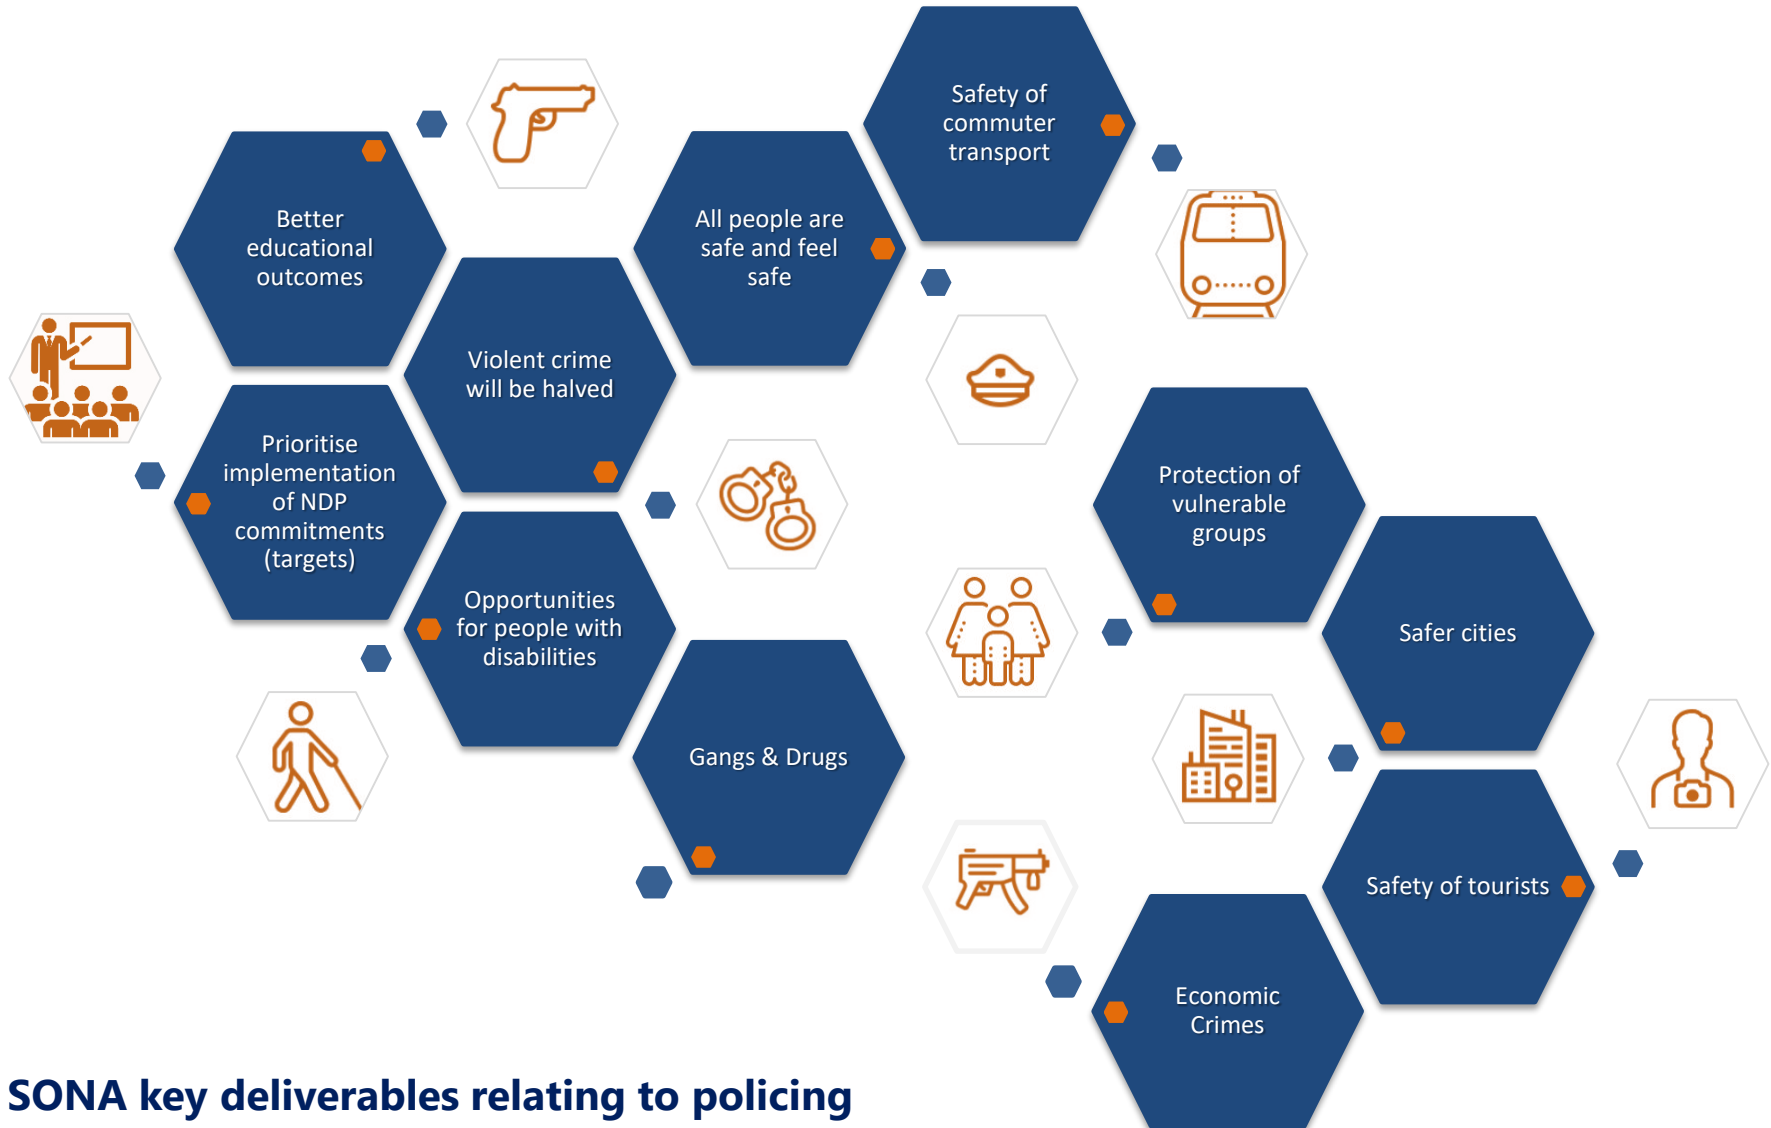 Safety of
commuter
transport
Better
educational
outcomes
All people are
safe and feel
safe
Violent crime
will be halved
Prioritise
implementation
of NDP
commitments
(targets)
Protection of
vulnerable
groups
Opportunities
for people with
disabilities
Safer cities
Gangs & Drugs
Safety of tourists
Economic
Crimes
SONA key deliverables relating to policing